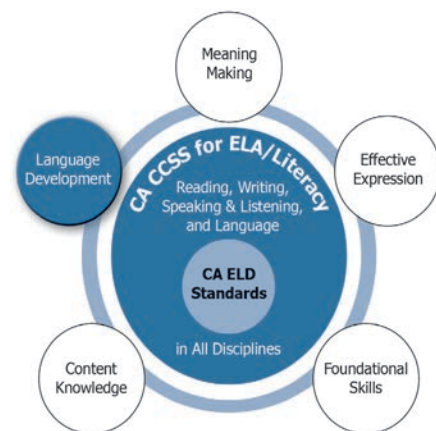 Meaning
Making
Language
Development
Effective
Expression
CA CCSS for ELA/Literacy
Reading, Writing,
Speaking & Listening,
and Language
CA ELD
Standards
in All Disciplines
Content
Knowledge
Foundational
Skills